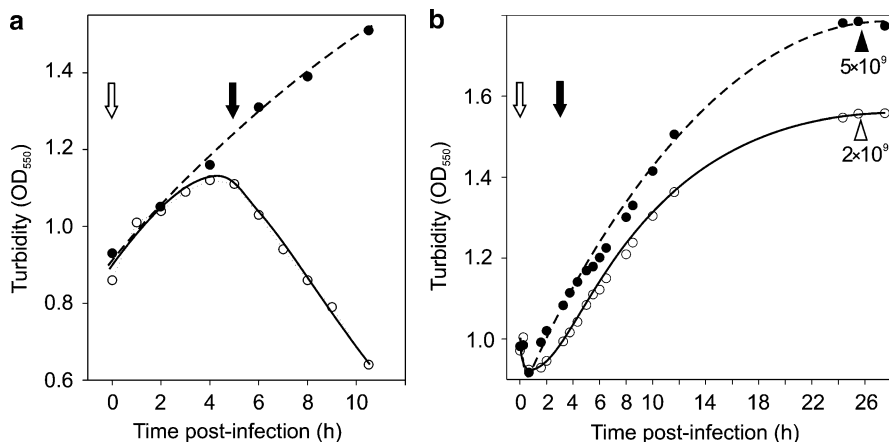 a
Turbidity (OD550)
1.4
1.2
1.0
0.8
0.6
0 2 4 6 8 10
Time post-infection (h)
b
Turbidity (OD550)
1.6
1.4
1.2
1.0
5×10⁹
2×10⁹
0 2 4 6 8 10 14 18 22 26
Time post-infection (h)